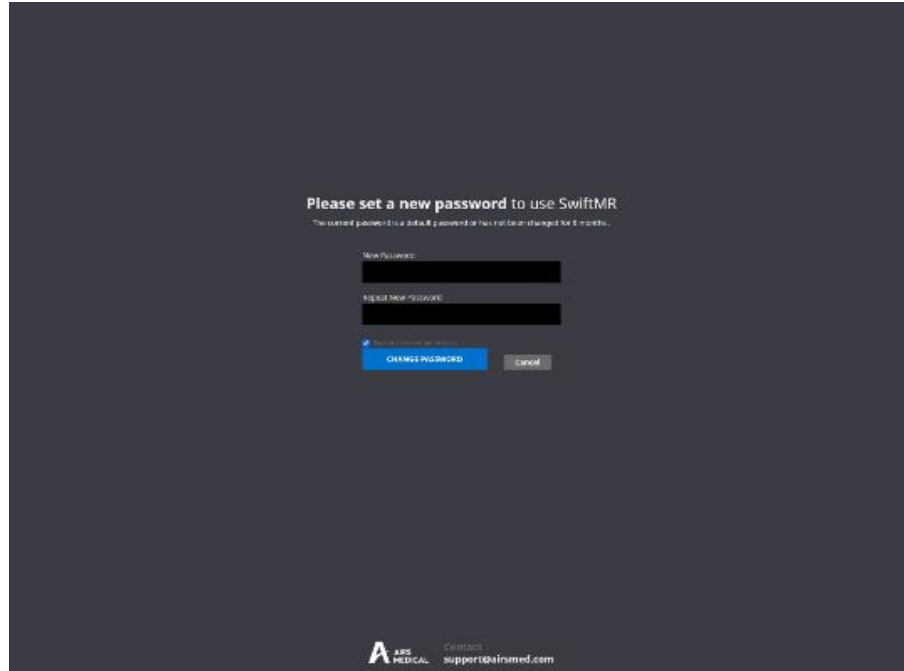 Please set a new password to use SwiftMR
The current password is a default password or has not been changed for 6 months.
New Password
Repeat New Password
CHANGE PASSWORD
Cancel
AIRS
MEDICAL
Contact
support@airsmed.com